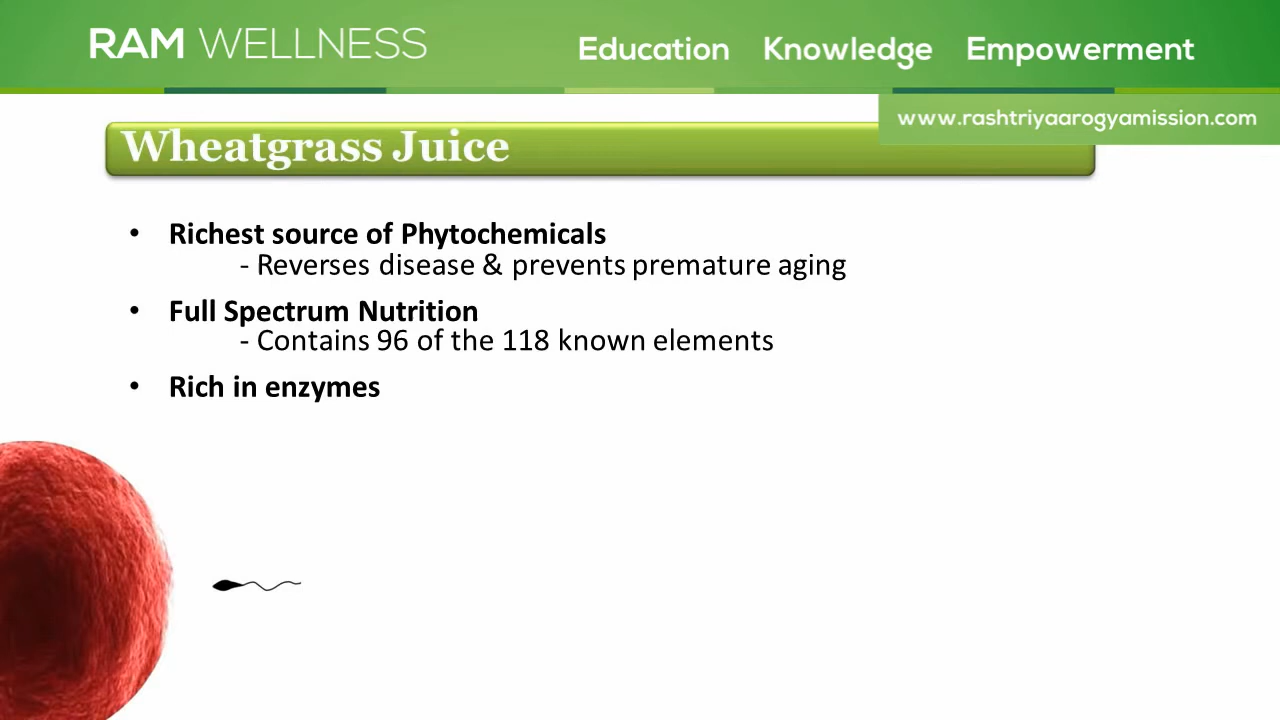 RAM WELLNESS
Education Knowledge Empowerment
www.rashtriyaarogyamission.com
Wheatgrass Juice
• Richest source of Phytochemicals
- Reverses disease & prevents premature aging
• Full Spectrum Nutrition
- Contains 96 of the 118 known elements
• Rich in enzymes